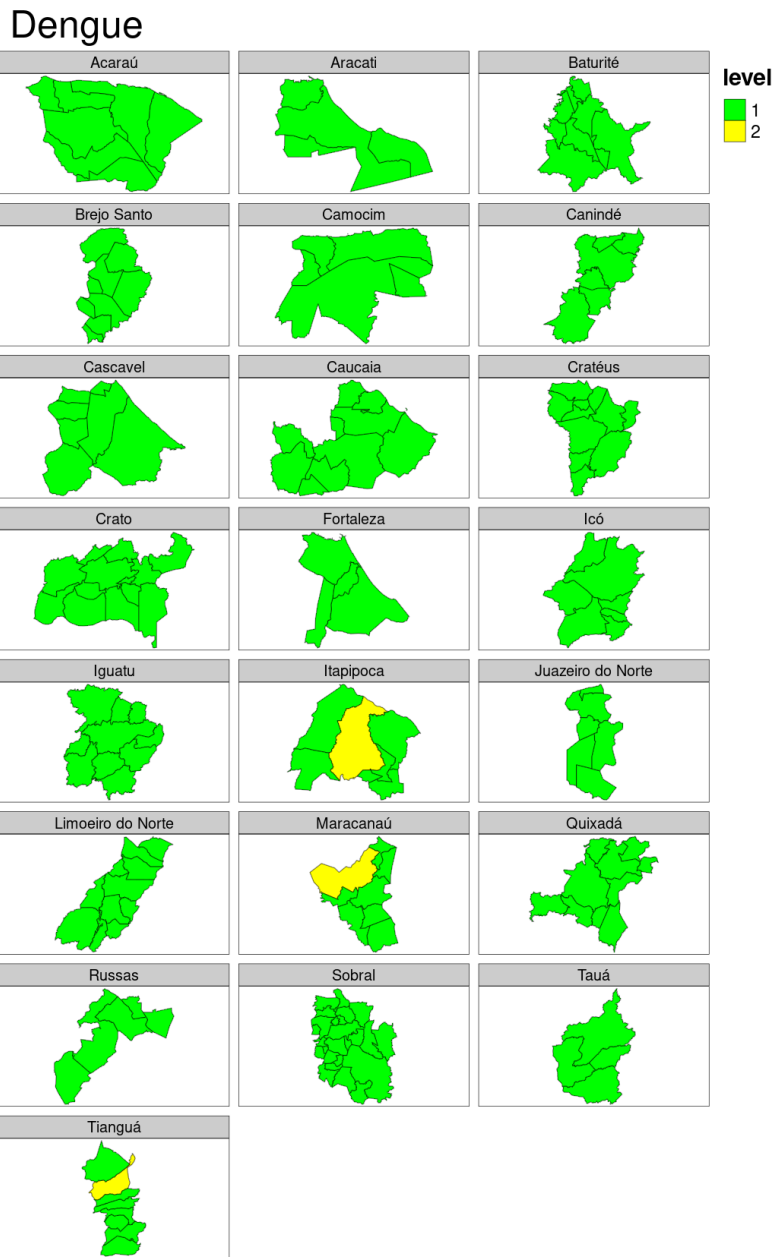 Dengue
Acaraú
Aracati
Baturité
level
1
2
Brejo Santo
Camocim
Canindé
Cascavel
Caucaia
Cratéus
Crato
Fortaleza
Icó
Iguatu
Itapipoca
Juazeiro do Norte
Limoeiro do Norte
Maracanaú
Quixadá
Russas
Sobral
Tauá
Tianguá